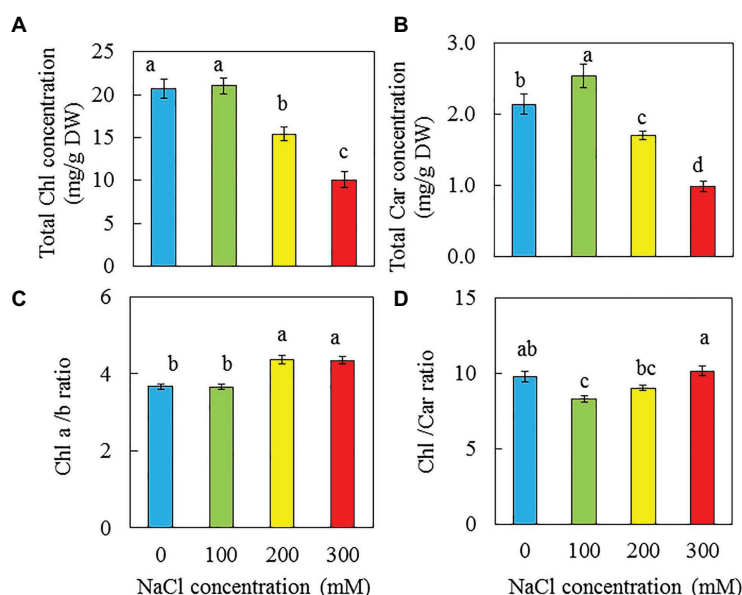 A
Total Chl concentration
(mg/g DW)
25
20
15
10
5
0
a
a
b
c
B
Total Car concentration
(mg/g DW)
3.0
2.0
1.0
0.0
b
a
c
d
C
Chl a /b ratio
6
4
2
0
b
b
a
a
0 100 200 300
NaCl concentration (mM)
D
Chl /Car ratio
15
10
5
0
ab
c
bc
a
0 100 200 300
NaCl concentration (mM)